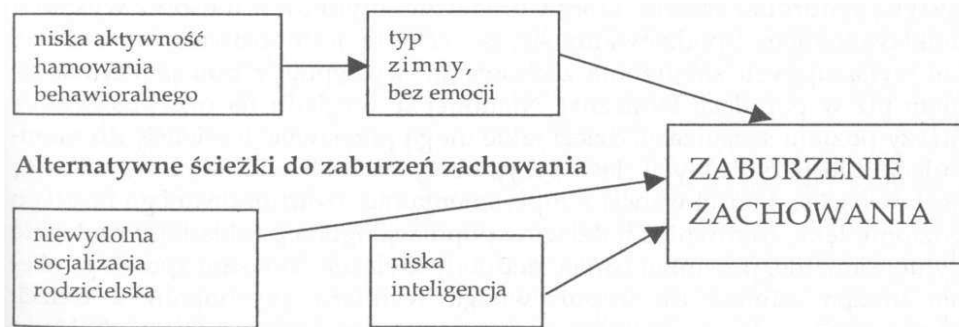 niska aktywność
hamowania
behawioralnego
typ
zimny,
bez emocji
Alternatywne ścieżki do zaburzeń zachowania
ZABURZENIE
ZACHOWANIA
niewydolna
socjalizacja
rodzicielska
niska
inteligencja